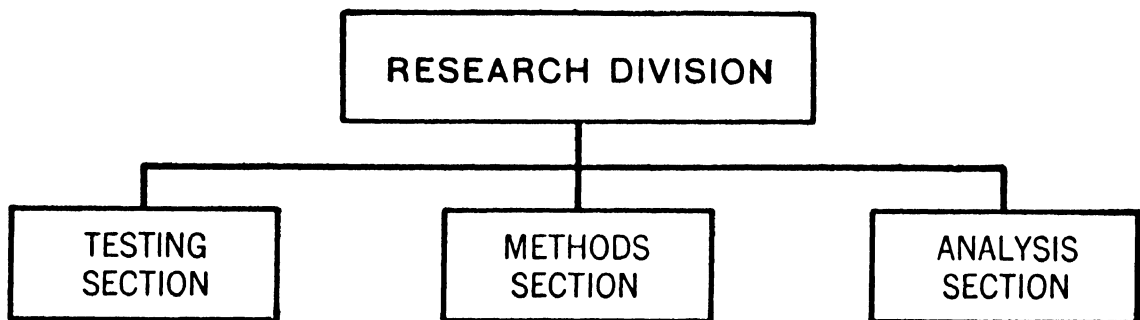 RESEARCH DIVISION
TESTING
SECTION
METHODS
SECTION
ANALYSIS
SECTION